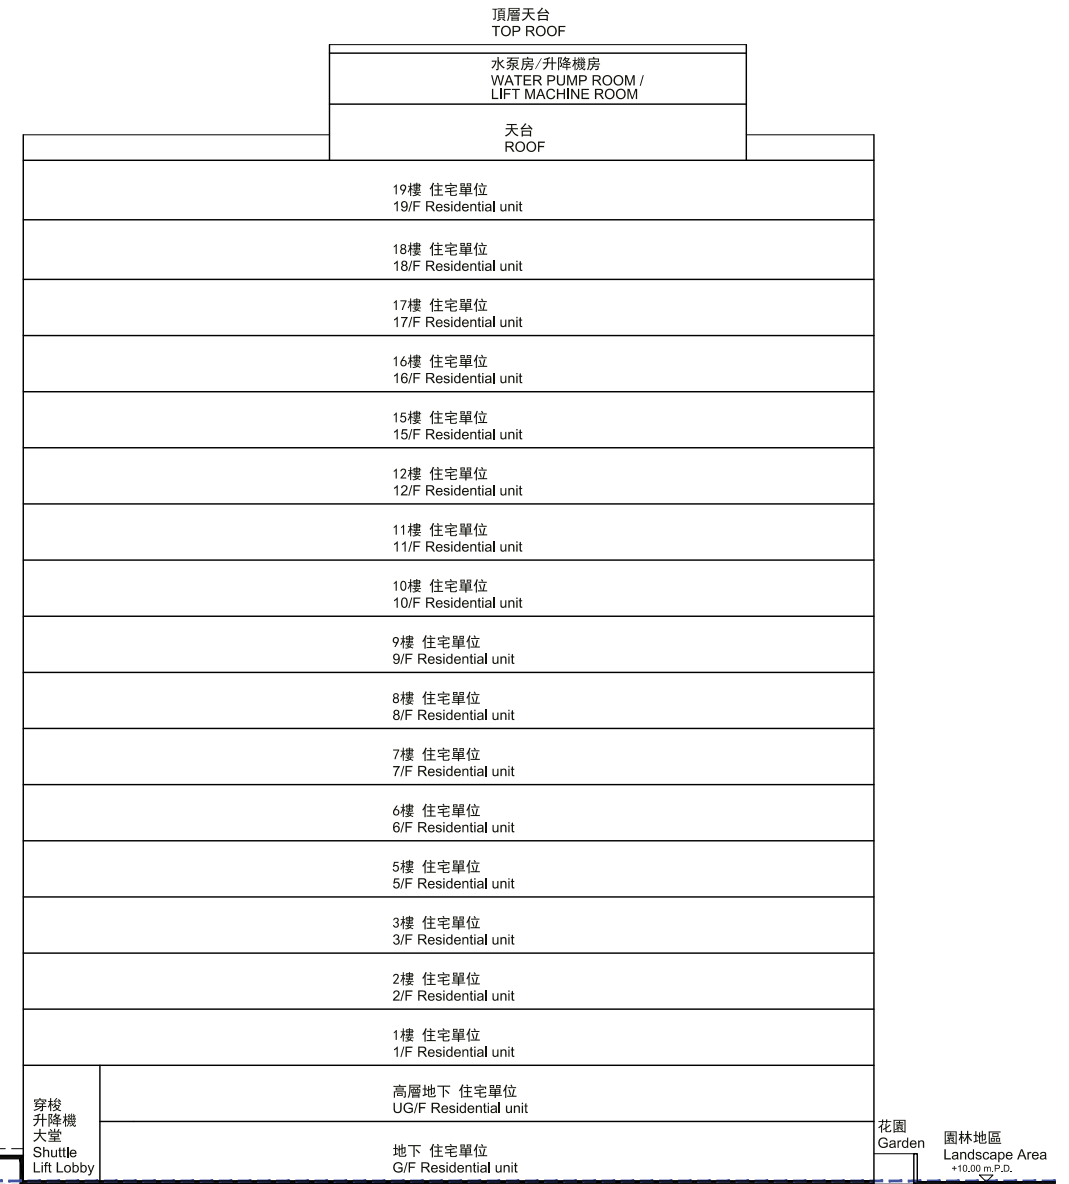 頂層天台
TOP ROOF
水泵房/升降機房
WATER PUMP ROOM /
LIFT MACHINE ROOM
天台
ROOF
19樓 住宅單位
19/F Residential unit
18樓 住宅單位
18/F Residential unit
17樓 住宅單位
17/F Residential unit
16樓 住宅單位
16/F Residential unit
15樓 住宅單位
15/F Residential unit
12樓 住宅單位
12/F Residential unit
11樓 住宅單位
11/F Residential unit
10樓 住宅單位
10/F Residential unit
9樓 住宅單位
9/F Residential unit
8樓 住宅單位
8/F Residential unit
7樓 住宅單位
7/F Residential unit
6樓 住宅單位
6/F Residential unit
5樓 住宅單位
5/F Residential unit
3樓 住宅單位
3/F Residential unit
2樓 住宅單位
2/F Residential unit
1樓 住宅單位
1/F Residential unit
高層地下 住宅單位
UG/F Residential unit
穿梭
升降機
大堂
Shuttle
Lift Lobby
地下 住宅單位
G/F Residential unit
花園
Garden
園林地區
Landscape Area
+10.00 m.P.D.